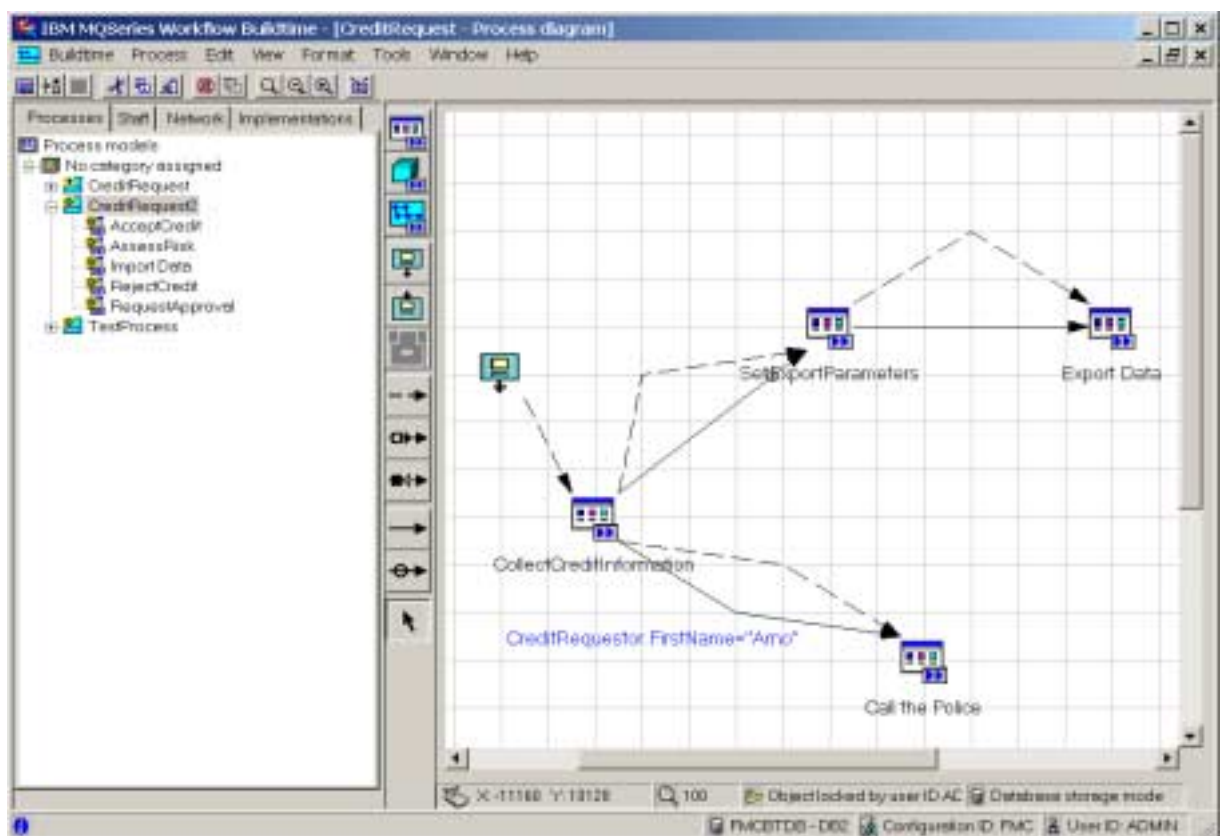 IBM MQSeries Workflow Buildtime - [CreditRequest - Process diagram]
Buildtime Process Edit View Format Tools Window Help
Processes Staff Network Implementations
Process models
No category assigned
CreditRequest
CreditRequest2
AcceptCredit
AssessRisk
Import Data
RejectCredit
RequestApproval
TestProcess
SetExportParameters
Export Data
CollectCreditInformation
CreditRequestor.FirstName="Arno"
Call the Police
X:-11160 Y:10120 100 Object locked by user ID AD Database storage mode
FMCBTDB - DB2 Configuration ID: FMC User ID: ADMIN